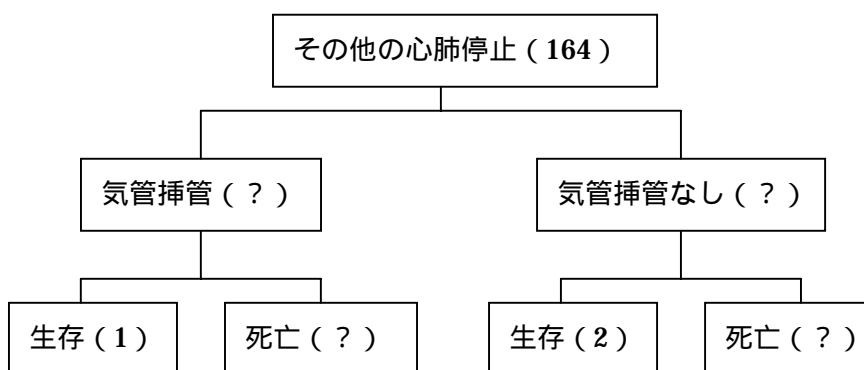 その他の心肺停止(164)
気管挿管(?)
気管挿管なし(?)
生存(1)
死亡(?)
生存(2)
死亡(?)